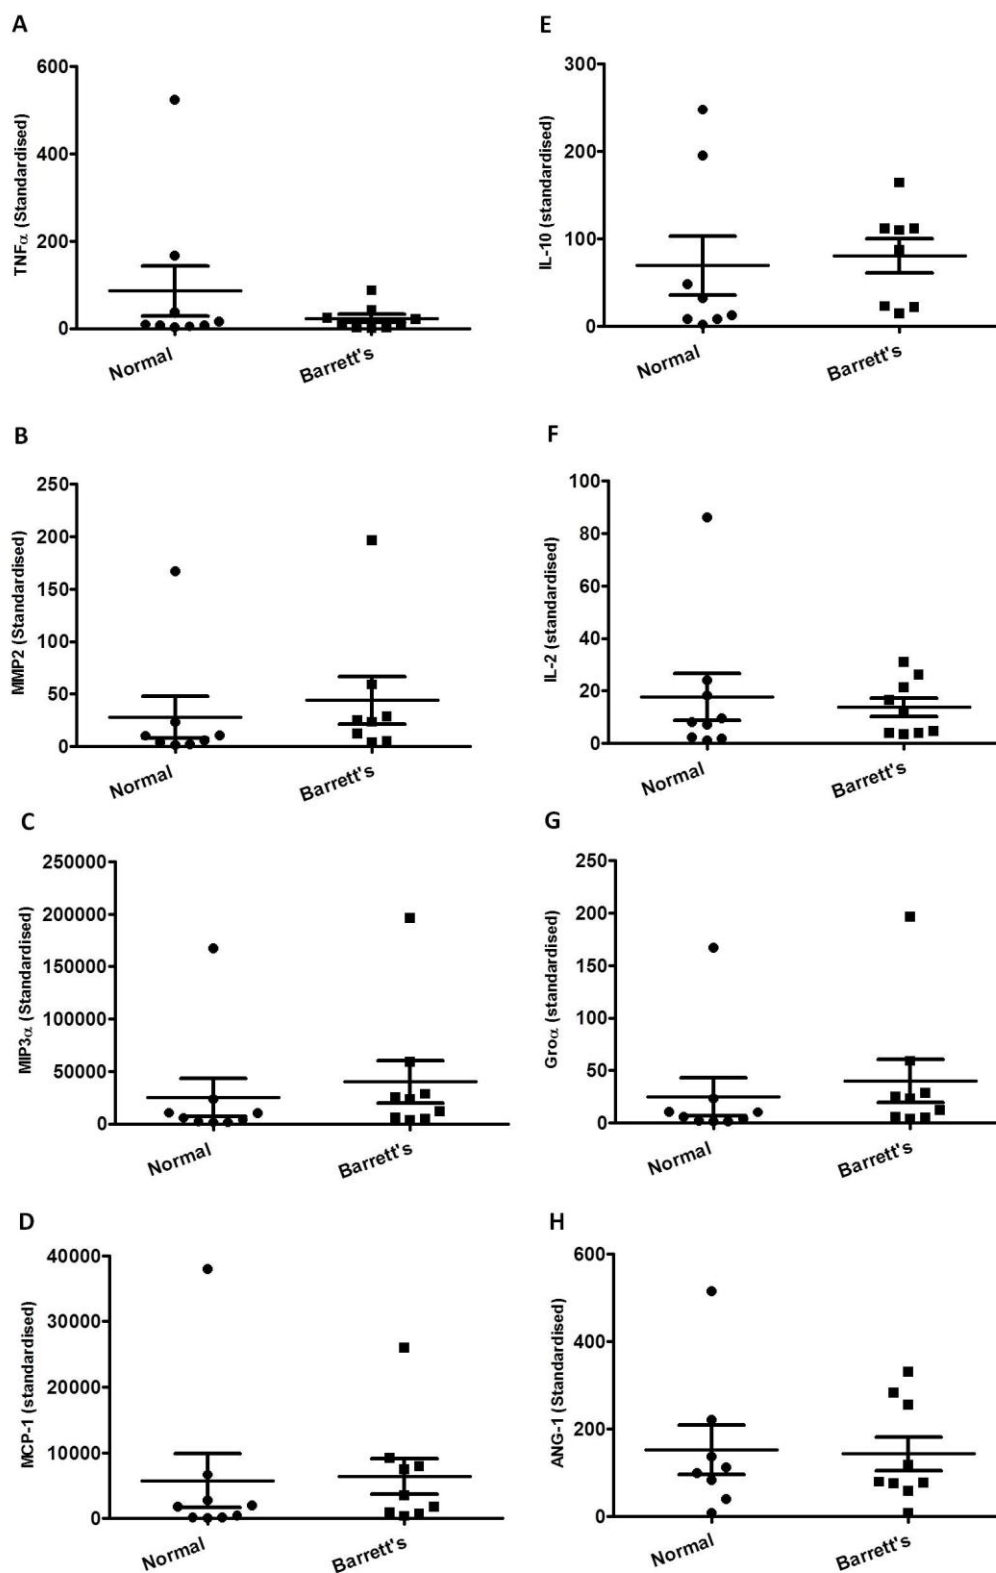 A
TNFα (Standardised)
600
400
200
0
Normal
Barrett's
E
IL-10 (standardised)
300
200
100
0
Normal
Barrett's
B
MMP2 (Standardised)
250
200
150
100
50
0
Normal
Barrett's
F
IL-2 (standardised)
100
80
60
40
20
0
Normal
Barrett's
C
MIP3α (Standardised)
250000
200000
150000
100000
50000
0
Normal
Barrett's
G
Groα (standardised)
250
200
150
100
50
0
Normal
Barrett's
D
MCP-1 (standardised)
40000
30000
20000
10000
0
Normal
Barrett's
H
ANG-1 (Standardised)
600
400
200
0
Normal
Barrett's